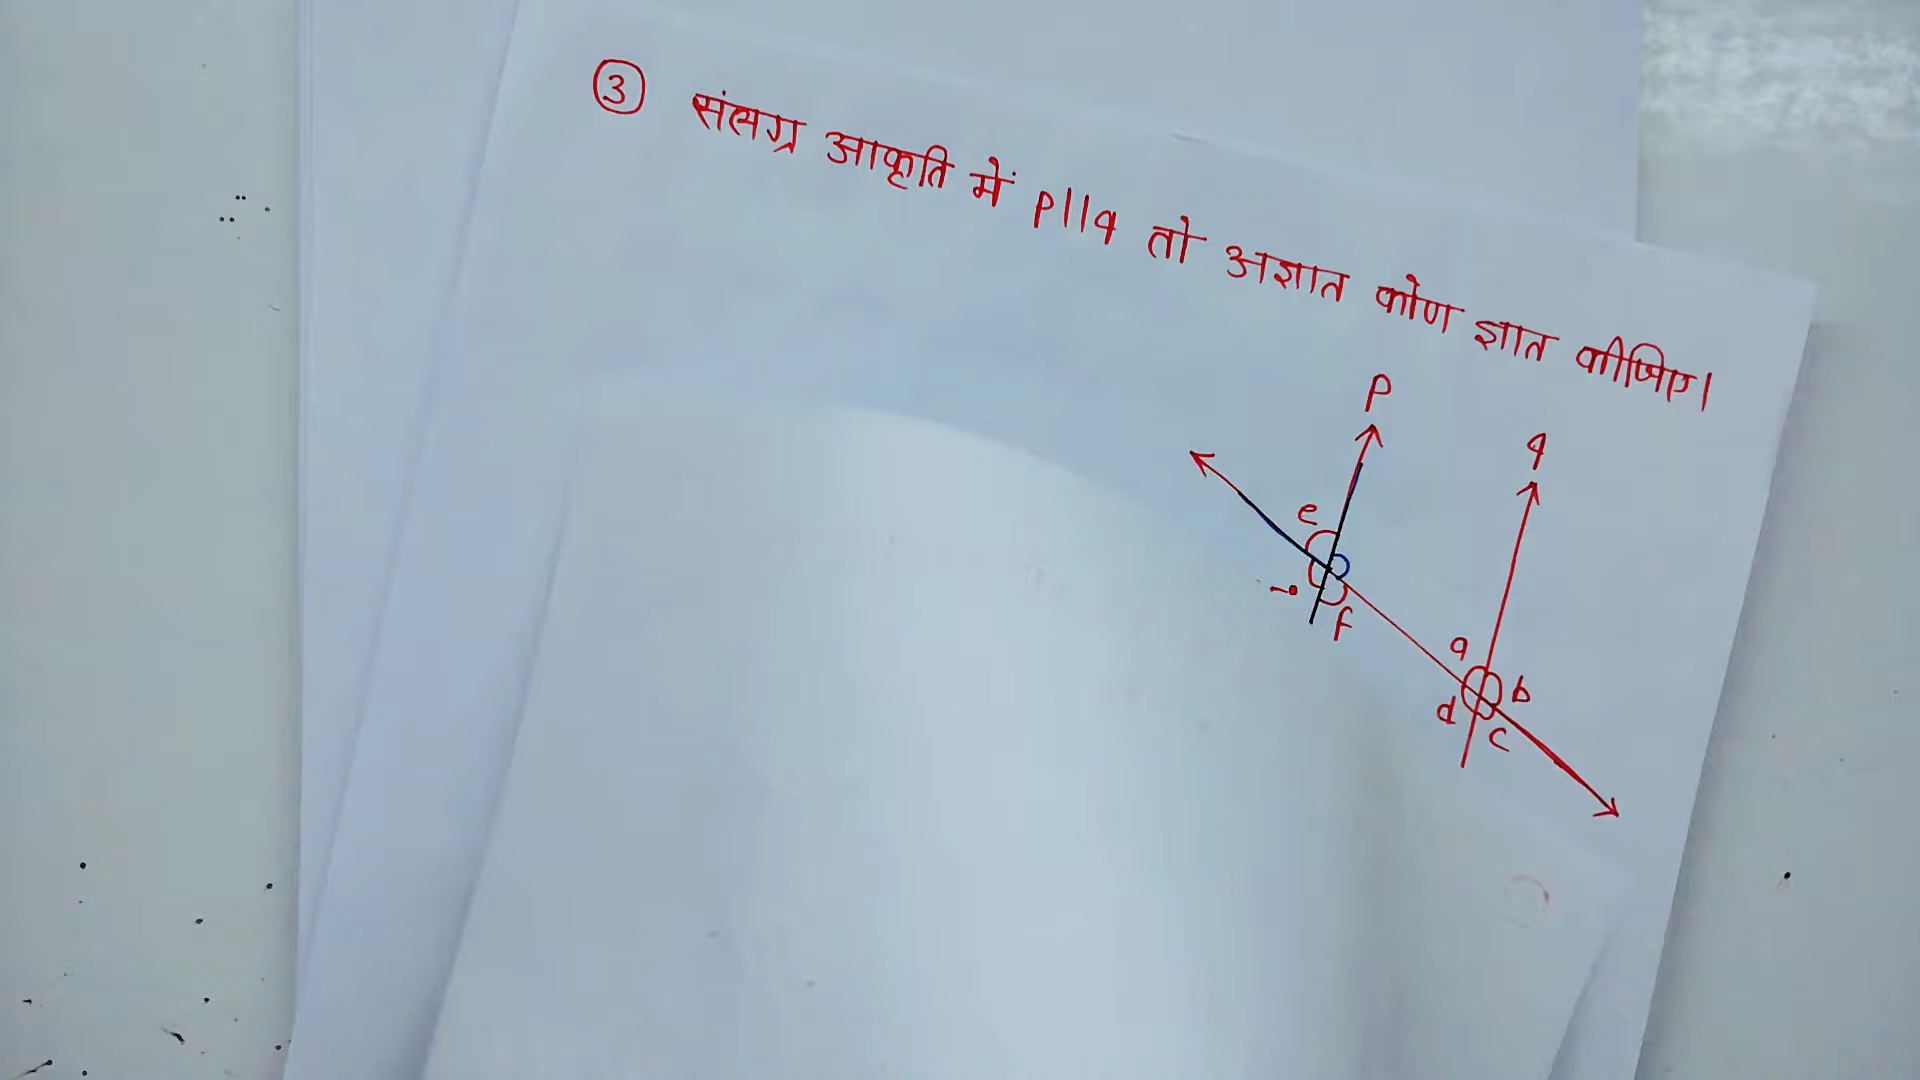 3 संलग्र आकृति में p||q तो अज्ञात कोण ज्ञात कीजिए।
P
q
e
f
a
b
d
c